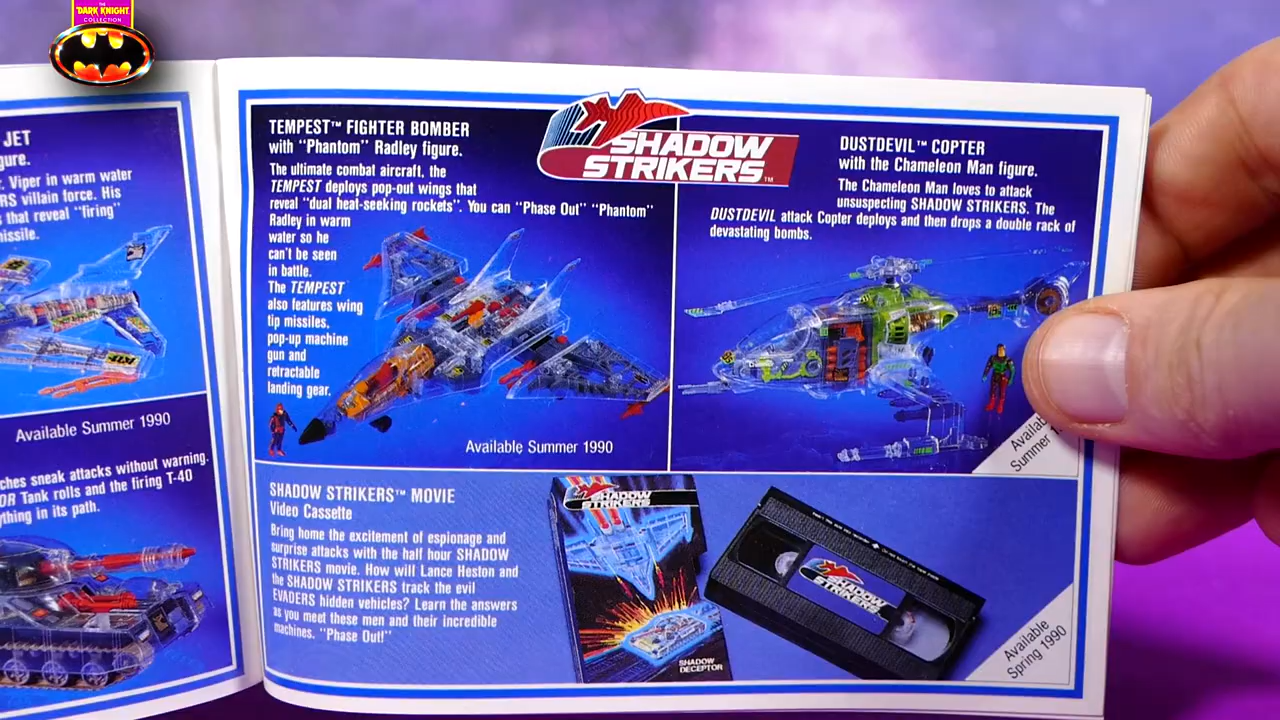 THE
DARK KNIGHT
COLLECTION
JET
gure.
Viper in warm water
RS villain force. His
s that reveal "firing"
missile.
Available Summer 1990
ches sneak attacks without warning.
OR Tank rolls and the firing T-40
ything in its path.
TEMPEST™ FIGHTER BOMBER
with "Phantom" Radley figure.
The ultimate combat aircraft, the
TEMPEST deploys pop-out wings that
reveal "dual heat-seeking rockets". You can "Phase Out" "Phantom"
Radley in warm
water so he
can't be seen
in battle.
The TEMPEST
also features wing
tip missiles,
pop-up machine
gun and
retractable
landing gear.
Available Summer 1990
SHADOW
STRIKERS™
DUSTDEVIL™ COPTER
with the Chameleon Man figure.
The Chameleon Man loves to attack
unsuspecting SHADOW STRIKERS. The
DUSTDEVIL attack Copter deploys and then drops a double rack of
devastating bombs.
Summer
SHADOW STRIKERS™ MOVIE
Video Cassette
Bring home the excitement of espionage and
surprise attacks with the half hour SHADOW
STRIKERS movie. How will Lance Heston and
the SHADOW STRIKERS track the evil
EVADERS hidden vehicles? Learn the answers
as you meet these men and their incredible
machines. "Phase Out!"
SHADOW
STRIKERS
SHADOW
DECEPTOR
SHADOW
STRIKERS
Available
Spring 1990